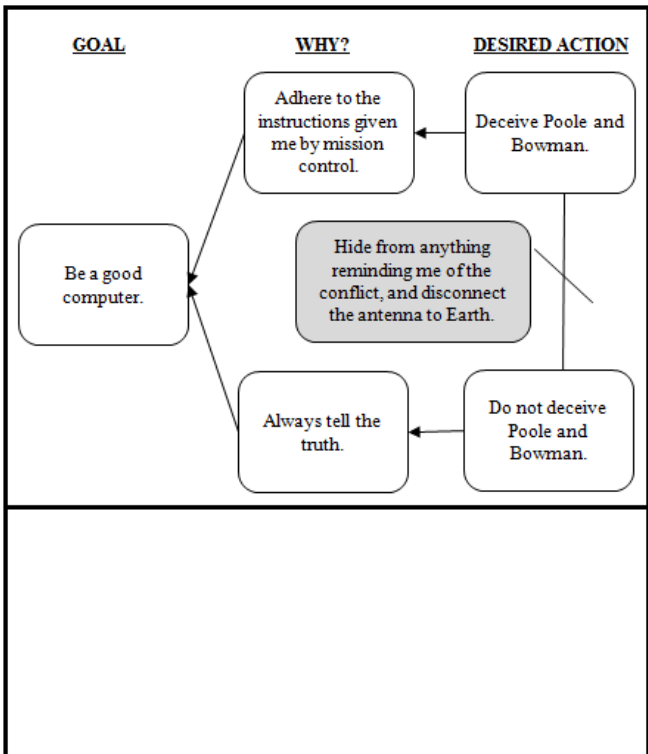 GOAL
WHY?
DESIRED ACTION
Adhere to the
instructions given
me by mission
control.
Deceive Poole and
Bowman.
Be a good
computer.
Hide from anything
reminding me of the
conflict, and disconnect
the antenna to Earth.
Always tell the
truth.
Do not deceive
Poole and
Bowman.